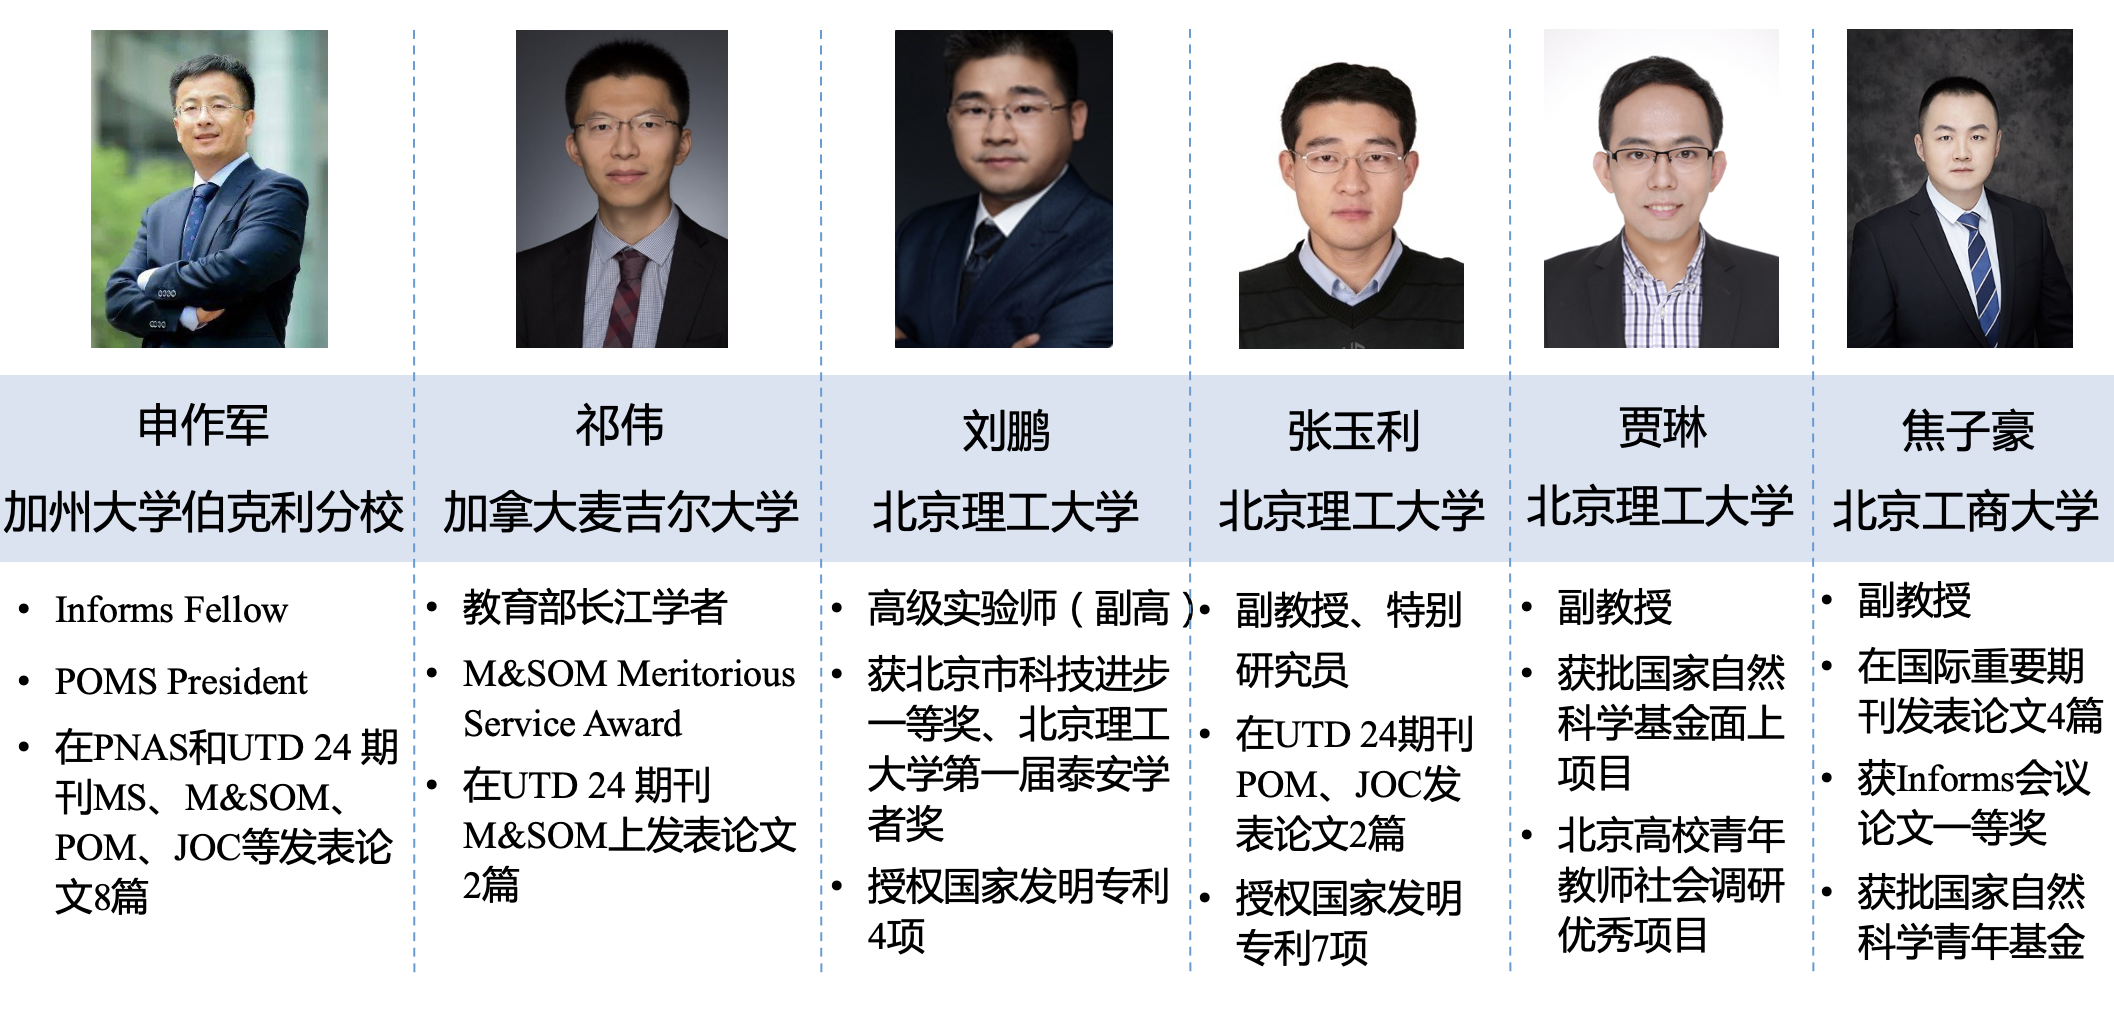 申作军
加州大学伯克利分校
• Informs Fellow
• POMS President
• 在PNAS和UTD 24 期
刊MS、M&SOM、
POM、JOC等发表论
文8篇
祁伟
加拿大麦吉尔大学
• 教育部长江学者
• M&SOM Meritorious
Service Award
• 在UTD 24 期刊
M&SOM上发表论文
2篇
刘鹏
北京理工大学
• 高级实验师（副高）
• 获北京市科技进步
一等奖、北京理工
大学第一届泰安学
者奖
• 授权国家发明专利
4项
张玉利
北京理工大学
• 副教授、特别
研究员
• 在UTD 24期刊
POM、JOC发
表论文2篇
• 授权国家发明
专利7项
贾琳
北京理工大学
• 副教授
• 获批国家自然
科学基金面上
项目
• 北京高校青年
教师社会调研
优秀项目
焦子豪
北京工商大学
• 副教授
• 在国际重要期
刊发表论文4篇
• 获Informs会议
论文一等奖
• 获批国家自然
科学青年基金